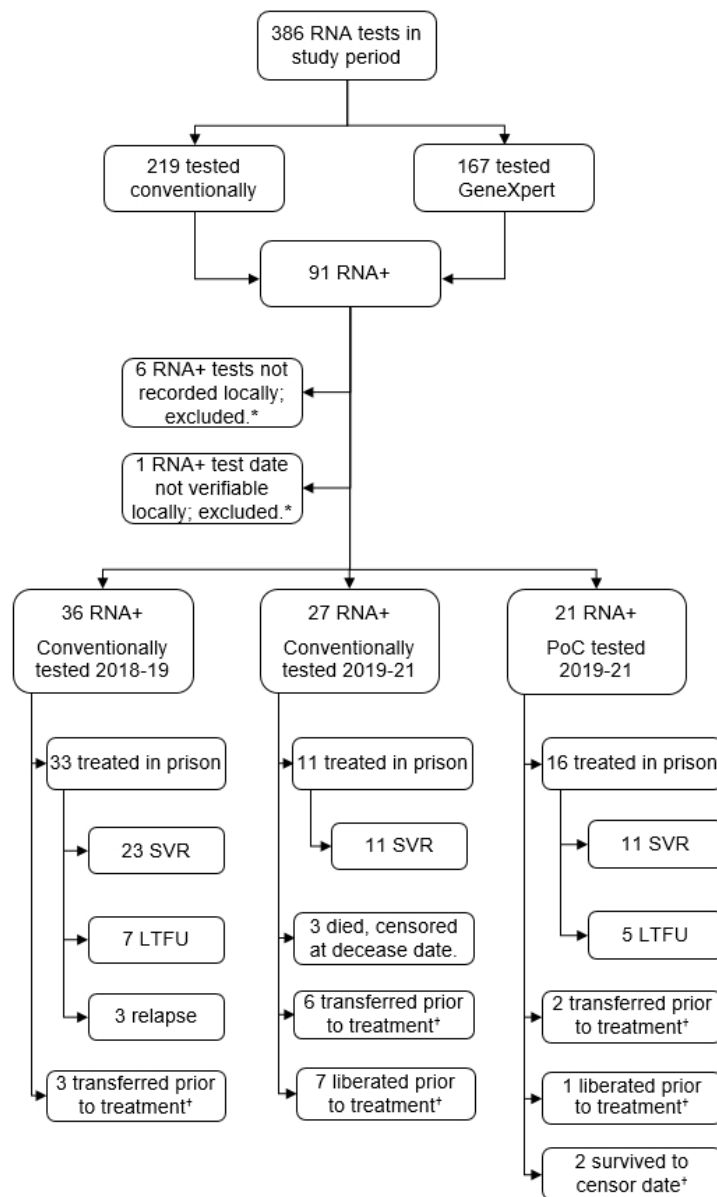 386 RNA tests in
study period
219 tested
conventionally
167 tested
GeneXpert
91 RNA+
6 RNA+ tests not
recorded locally;
excluded.*
1 RNA+ test date
not verifiable
locally; excluded.*
36 RNA+
Conventionally
tested 2018-19
27 RNA+
Conventionally
tested 2019-21
21 RNA+
PoC tested
2019-21
33 treated in prison
23 SVR
7 LTFU
3 relapse
3 transferred prior
to treatment†
11 treated in prison
11 SVR
3 died, censored
at decease date.
6 transferred prior
to treatment†
7 liberated prior
to treatment†
16 treated in prison
11 SVR
5 LTFU
2 transferred prior
to treatment†
1 liberated prior
to treatment†
2 survived to
censor date†